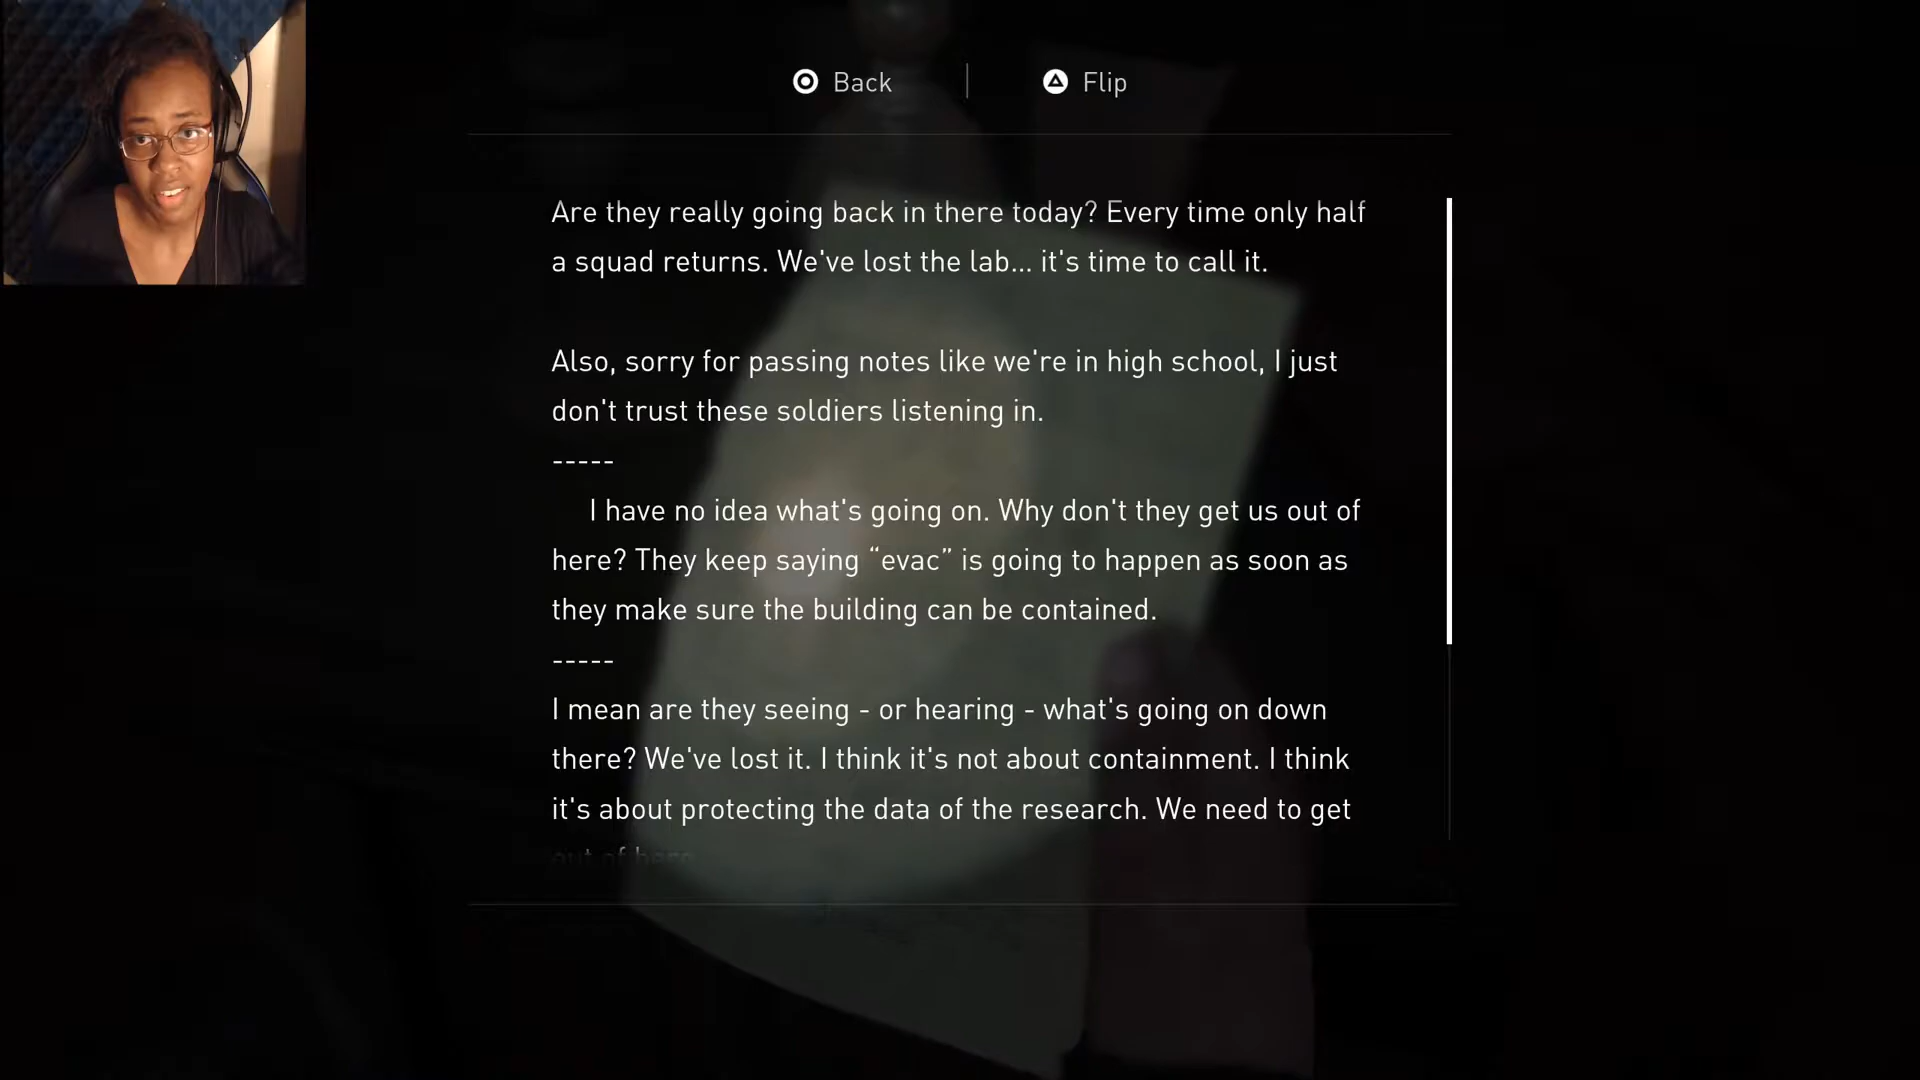 Back
Flip
Are they really going back in there today? Every time only half
a squad returns. We've lost the lab... it's time to call it.
Also, sorry for passing notes like we're in high school, I just
don't trust these soldiers listening in.
-----
I have no idea what's going on. Why don't they get us out of
here? They keep saying “evac” is going to happen as soon as
they make sure the building can be contained.
-----
I mean are they seeing - or hearing - what's going on down
there? We've lost it. I think it's not about containment. I think
it's about protecting the data of the research. We need to get
out of here